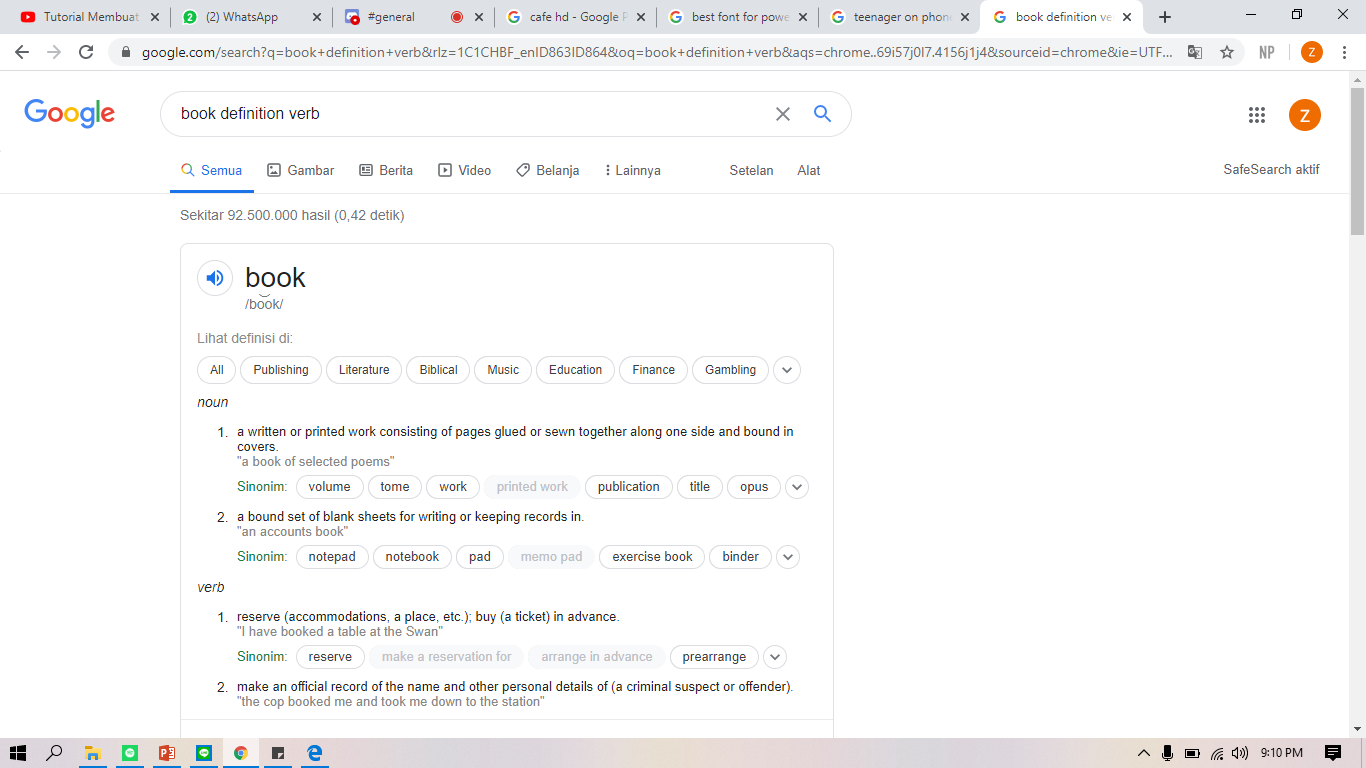 Tutorial Membuat
(2) WhatsApp
#general
cafe hd - Google P
best font for powe
teenager on phon
book definition ve
google.com/search?q=book+definition+verb&rlz=1C1CHBF_enID863ID864&oq=book+definition+verb&aqs=chrome..69i57j0l7.4156j1j4&sourceid=chrome&ie=UTF...
NP
Z
Google
book definition verb
Z
Semua
Gambar
Berita
Video
Belanja
Lainnya
Setelan
Alat
SafeSearch aktif
Sekitar 92.500.000 hasil (0,42 detik)
book
/bo͝ok/
Lihat definisi di:
All
Publishing
Literature
Biblical
Music
Education
Finance
Gambling
noun
1. a written or printed work consisting of pages glued or sewn together along one side and bound in
covers.
"a book of selected poems"
Sinonim: volume tome work printed work publication title opus
2. a bound set of blank sheets for writing or keeping records in.
"an accounts book"
Sinonim: notepad notebook pad memo pad exercise book binder
verb
1. reserve (accommodations, a place, etc.); buy (a ticket) in advance.
"I have booked a table at the Swan"
Sinonim: reserve make a reservation for arrange in advance prearrange
2. make an official record of the name and other personal details of (a criminal suspect or offender).
"the cop booked me and took me down to the station"
9:10 PM